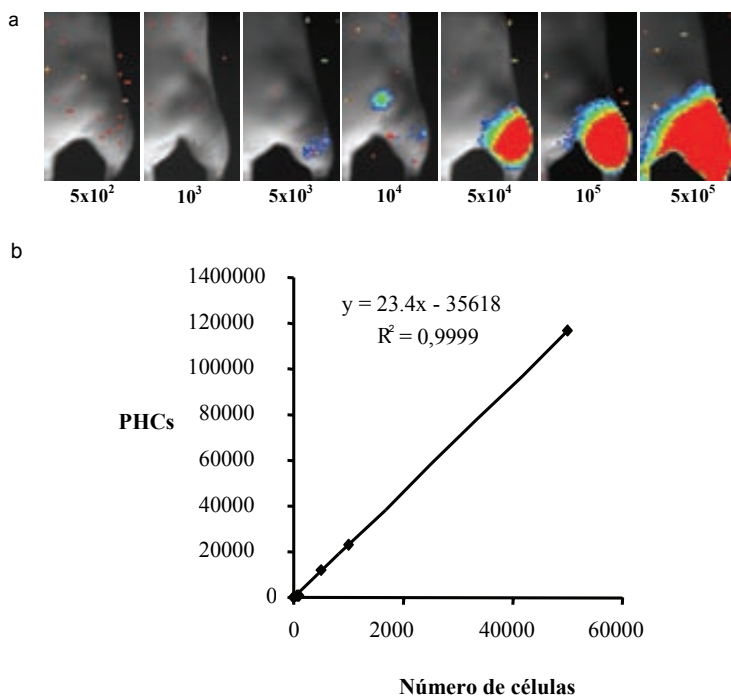 a
5x10² 10³ 5x10³ 10⁴ 5x10⁴ 10⁵ 5x10⁵
b
1400000
120000
100000
80000
60000
40000
20000
0
PHCs
y = 23.4x - 35618
R² = 0,9999
0 2000 40000 60000
Número de células